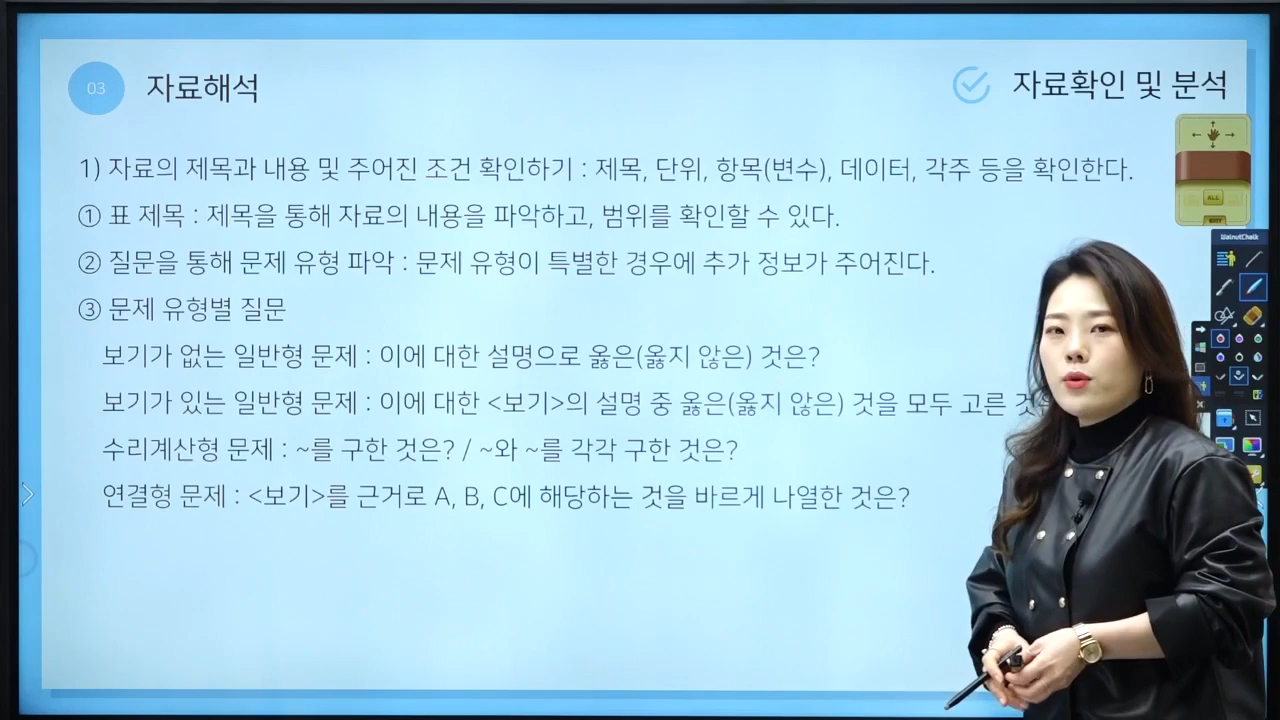 03 자료해석
자료확인 및 분석
1) 자료의 제목과 내용 및 주어진 조건 확인하기 : 제목, 단위, 항목(변수), 데이터, 각주 등을 확인한다.
① 표 제목 : 제목을 통해 자료의 내용을 파악하고, 범위를 확인할 수 있다.
② 질문을 통해 문제 유형 파악 : 문제 유형이 특별한 경우에 추가 정보가 주어진다.
③ 문제 유형별 질문
보기가 없는 일반형 문제 : 이에 대한 설명으로 옳은(옳지 않은) 것은?
보기가 있는 일반형 문제 : 이에 대한 <보기>의 설명 중 옳은(옳지 않은) 것을 모두 고른
수리계산형 문제 : ~를 구한 것은? / ~와 ~를 각각 구한 것은?
연결형 문제 : <보기>를 근거로 A, B, C에 해당하는 것을 바르게 나열한 것은?
ALL
EDIT
WalnutChalk